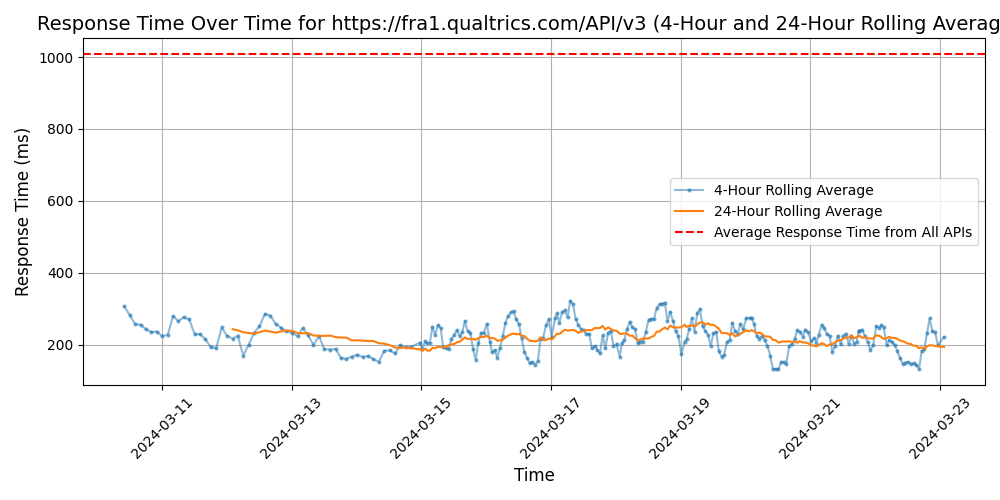 Response Time Over Time for https://fra1.qualtrics.com/API/v3 (4-Hour and 24-Hour Rolling Averag
Response Time (ms)
1000
800
600
400
200
4-Hour Rolling Average
24-Hour Rolling Average
Average Response Time from All APIs
2024-03-11
2024-03-13
2024-03-15
2024-03-17
2024-03-19
2024-03-21
2024-03-23
Time